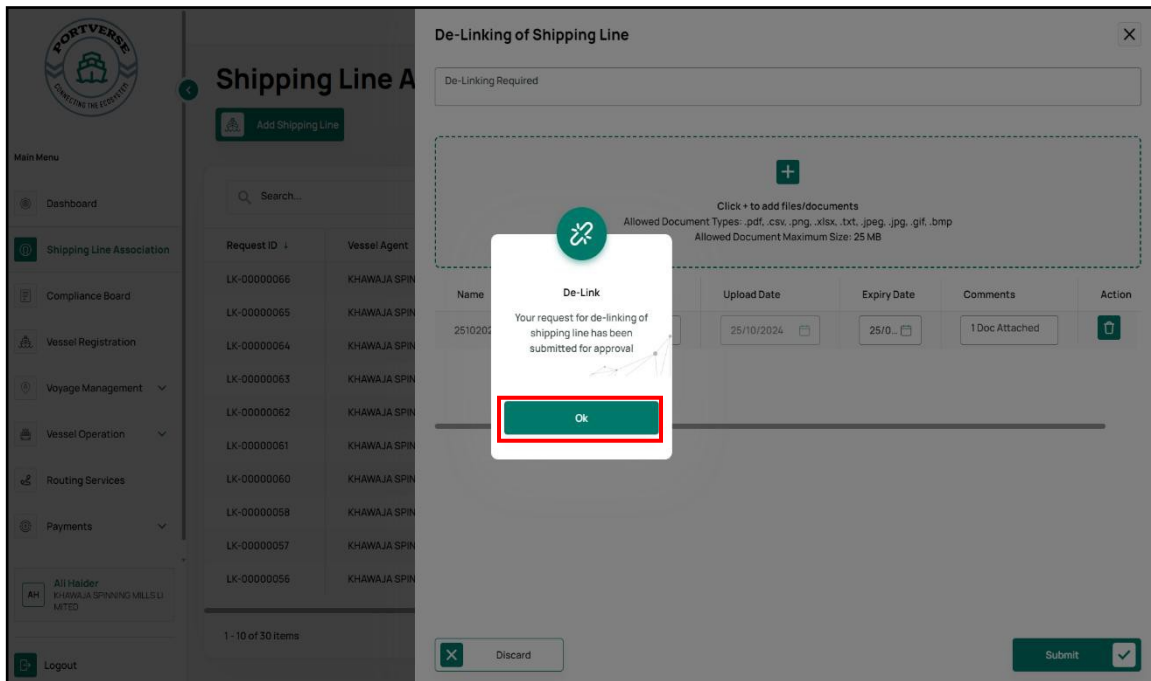 PORTVERSE
CONNECTING THE ECOSYSTEM
Main Menu
Dashboard
Shipping Line Association
Compliance Board
Vessel Registration
Voyage Management
Vessel Operation
Routing Services
Payments
AH
Ali Haider
KHAWAJA SPINNING MILLS LI
MITED
Logout
Shipping Line A
Add Shipping Line
Search...
Request ID ↓ Vessel Agent
LK-00000066 KHAWAJA SPIN
LK-00000065 KHAWAJA SPIN
LK-00000064 KHAWAJA SPIN
LK-00000063 KHAWAJA SPIN
LK-00000062 KHAWAJA SPIN
LK-00000061 KHAWAJA SPIN
LK-00000060 KHAWAJA SPIN
LK-00000058 KHAWAJA SPIN
LK-00000057 KHAWAJA SPIN
LK-00000056 KHAWAJA SPIN
1 - 10 of 30 items
De-Linking of Shipping Line
De-Linking Required
Click + to add files/documents
Allowed Document Types: .pdf, .csv, .png, .xlsx, .txt, .jpeg, .jpg, .gif, .bmp
Allowed Document Maximum Size: 25 MB
Name Upload Date Expiry Date Comments Action
2510202 25/10/2024 25/0... 1 Doc Attached
De-Link
Your request for de-linking of
shipping line has been
submitted for approval
Ok
Discard
Submit